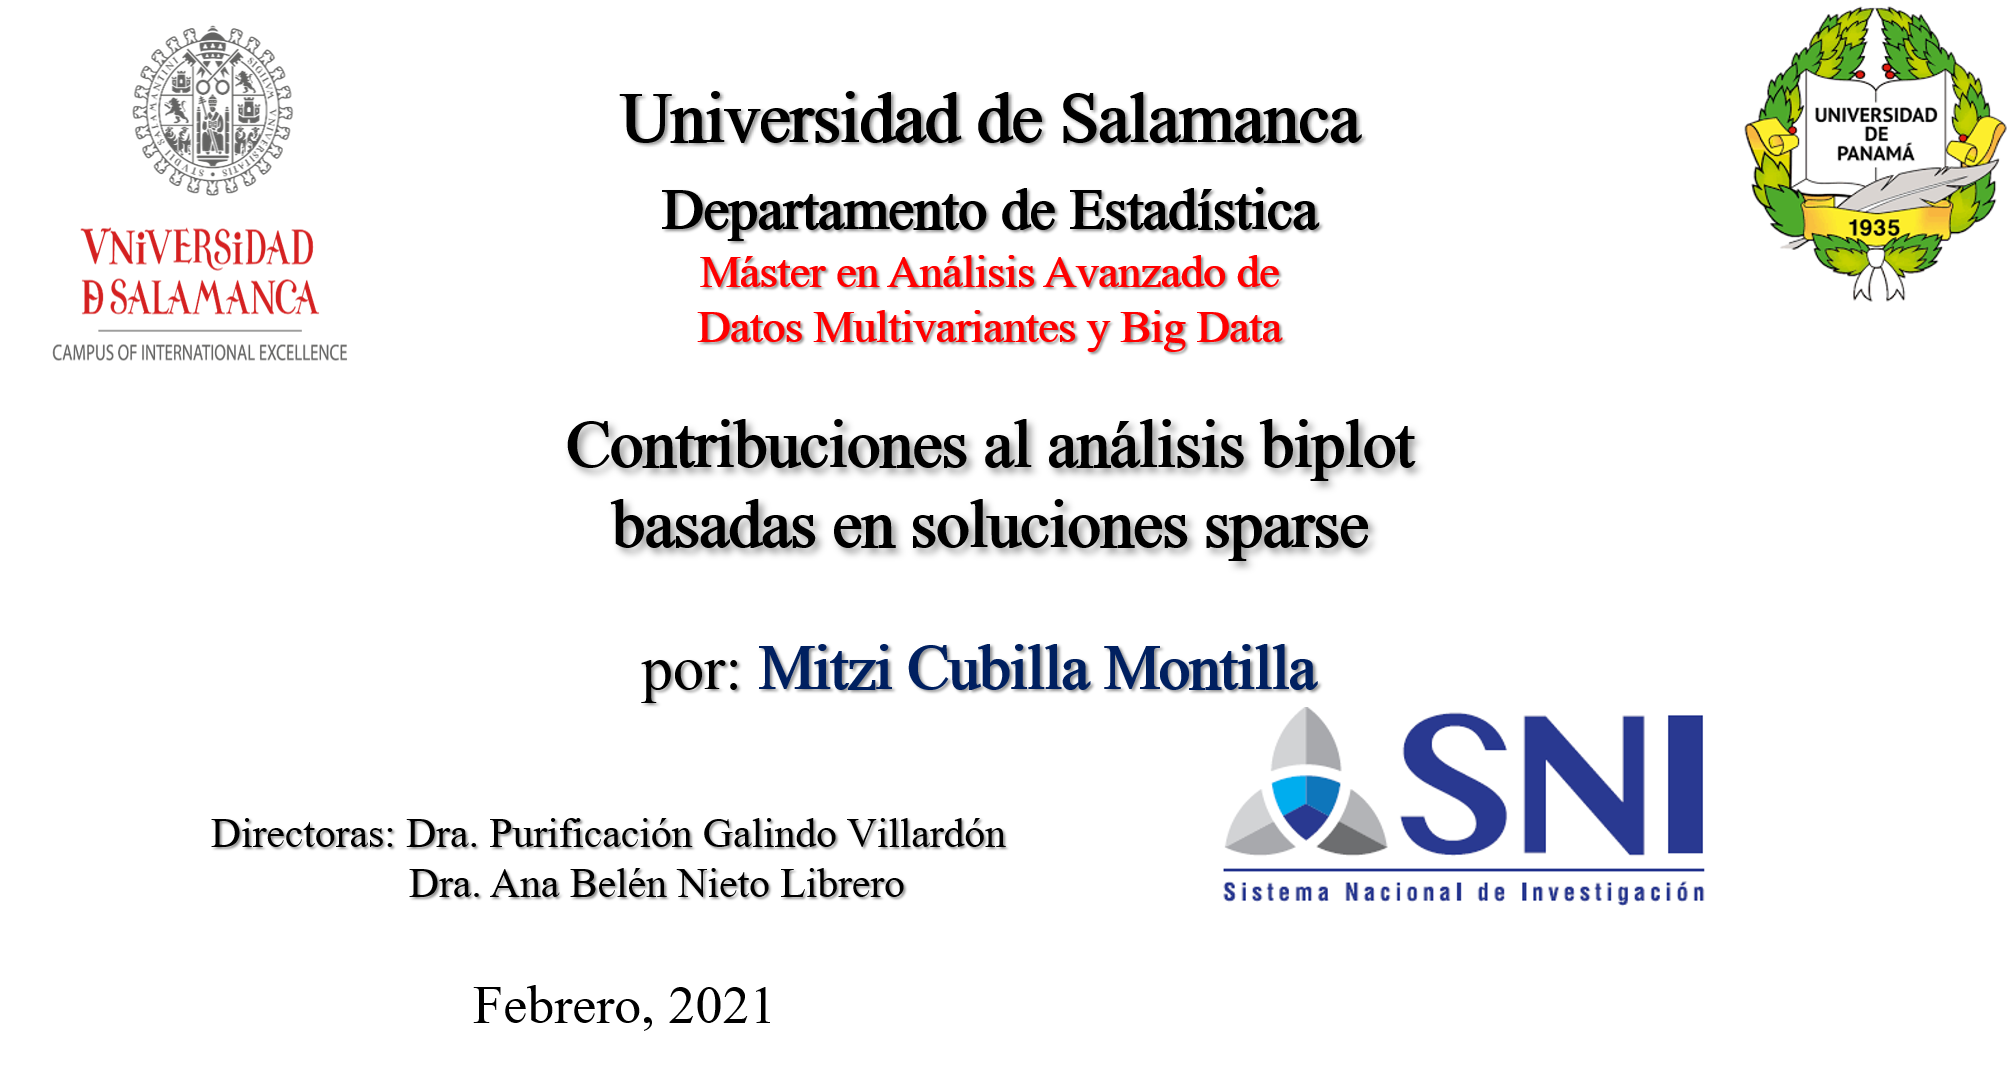 VNiVERSiDAD
D SALAMANCA
CAMPUS OF INTERNATIONAL EXCELLENCE
Universidad de Salamanca
Departamento de Estadística
Máster en Análisis Avanzado de
Datos Multivariantes y Big Data
UNIVERSIDAD
DE
PANAMÁ
1935
Contribuciones al análisis biplot
basadas en soluciones sparse
por: Mitzi Cubilla Montilla
SNI
Sistema Nacional de Investigación
Directoras: Dra. Purificación Galindo Villardón
Dra. Ana Belén Nieto Librero
Febrero, 2021